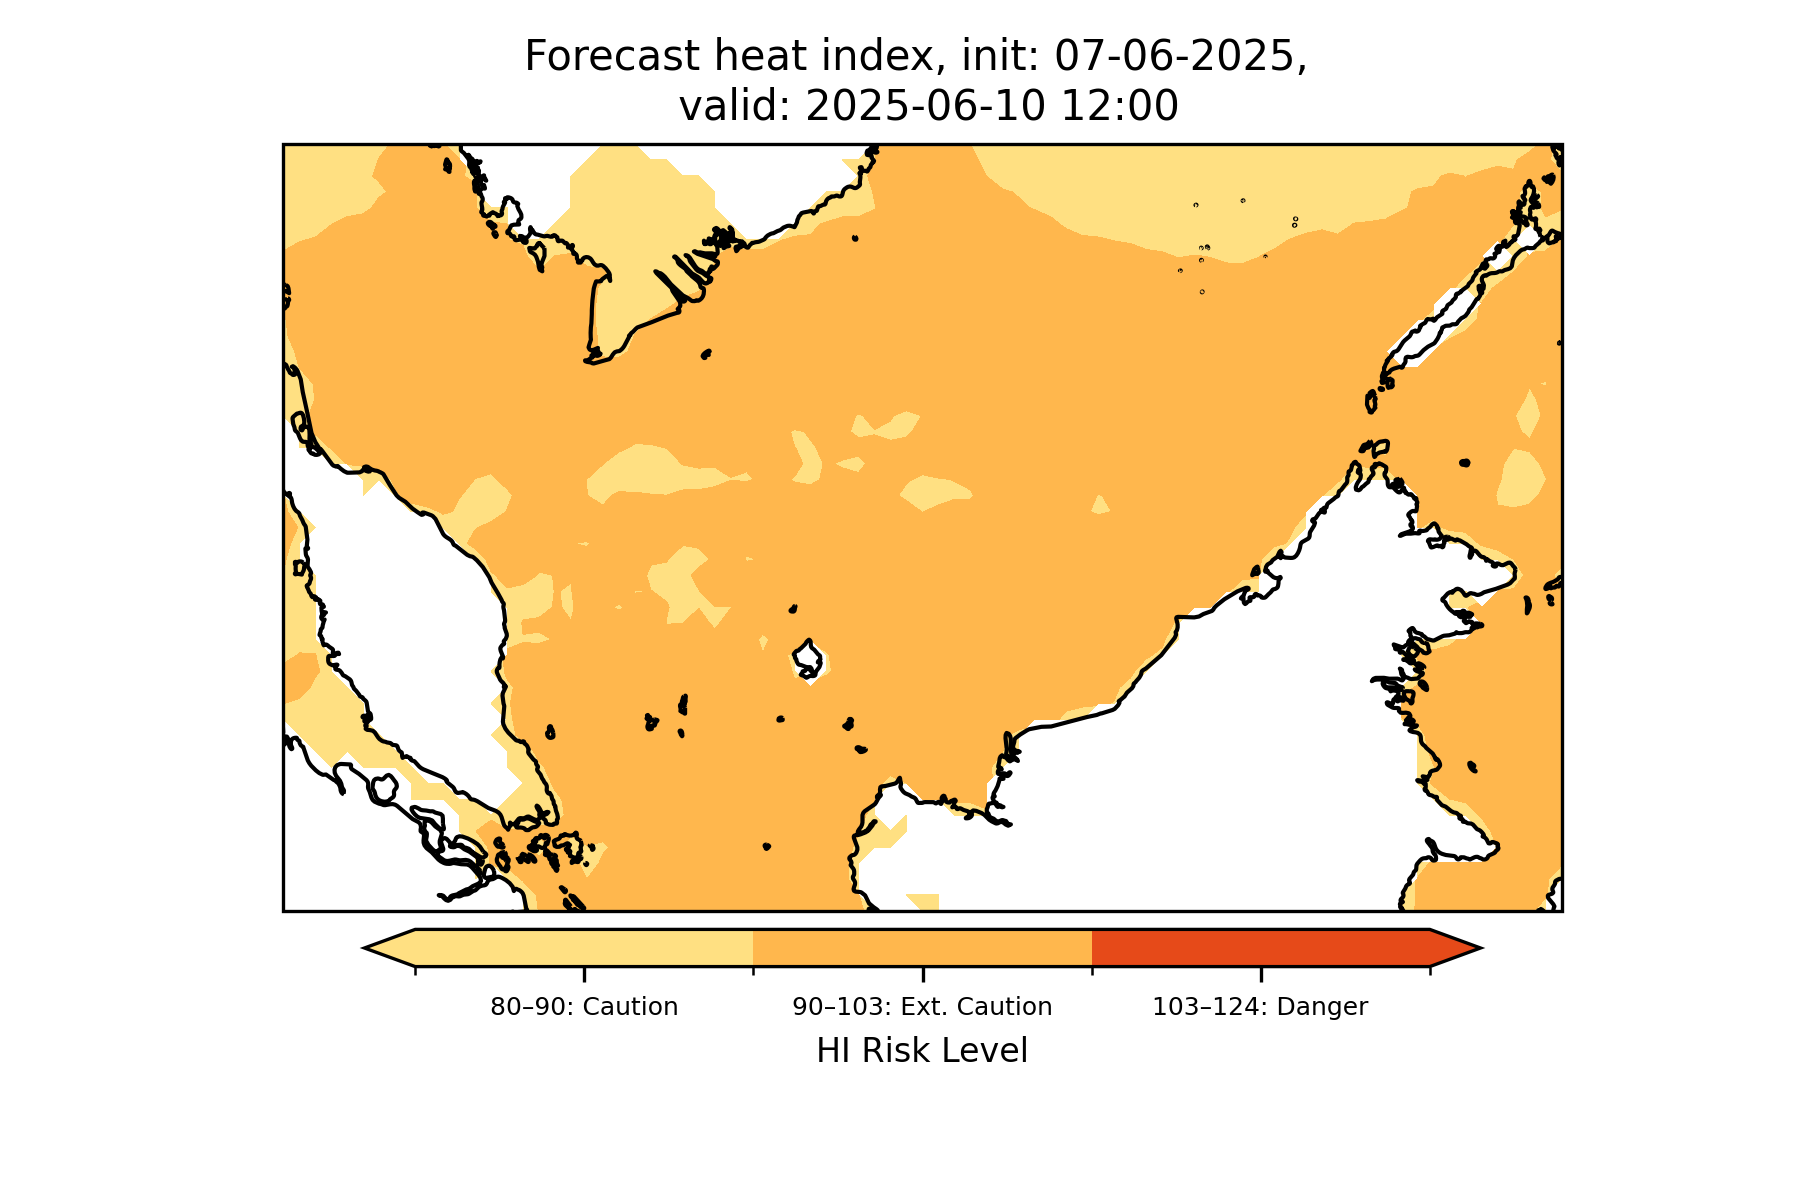 Forecast heat index, init: 07-06-2025,
valid: 2025-06-10 12:00
80–90: Caution
90–103: Ext. Caution
103–124: Danger
HI Risk Level